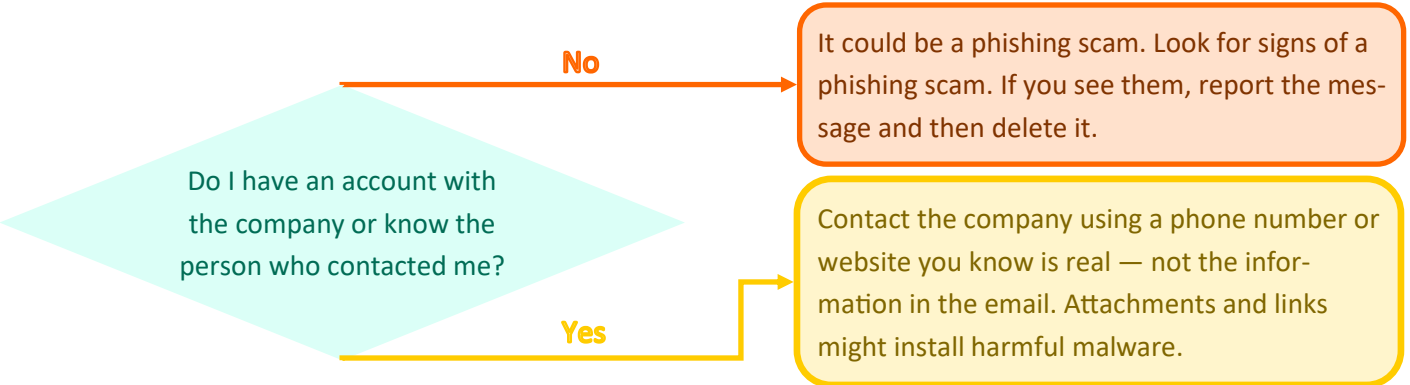 No
It could be a phishing scam. Look for signs of a
phishing scam. If you see them, report the mes-
sage and then delete it.
Do I have an account with
the company or know the
person who contacted me?
Contact the company using a phone number or
website you know is real — not the infor-
mation in the email. Attachments and links
might install harmful malware.
Yes